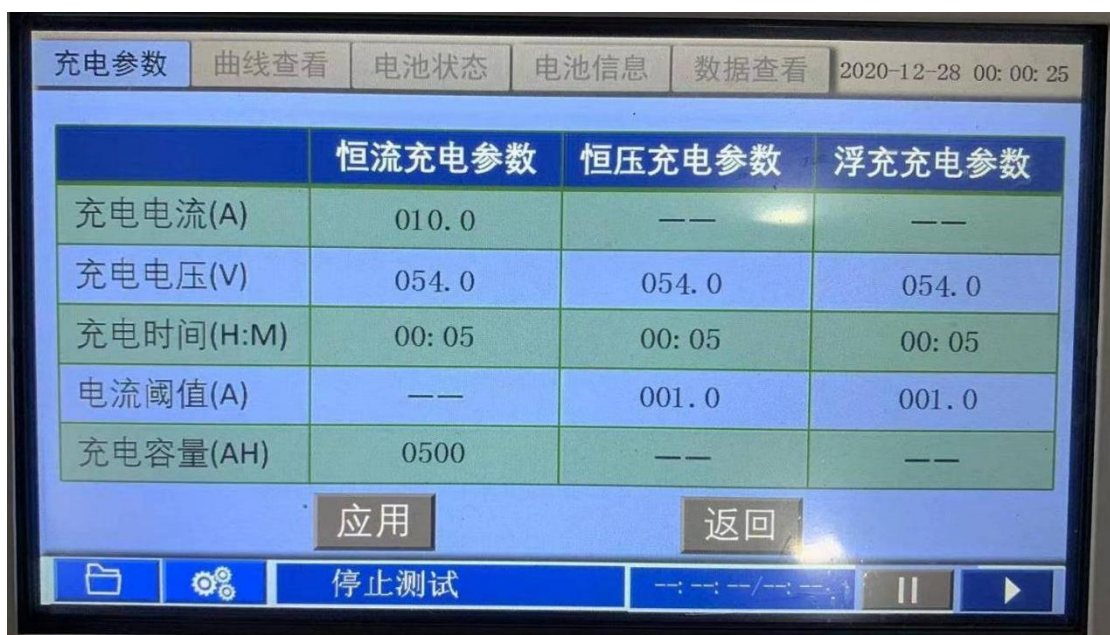 充电参数 曲线查看 电池状态 电池信息 数据查看 2020-12-28 00:00:25
恒流充电参数 恒压充电参数 浮充充电参数
充电电流(A) 010.0 —— ——
充电电压(V) 054.0 054.0 054.0
充电时间(H:M) 00:05 00:05 00:05
电流阈值(A) —— 001.0 001.0
充电容量(AH) 0500 —— ——
应用 返回
停止测试 --:--:--/--:--